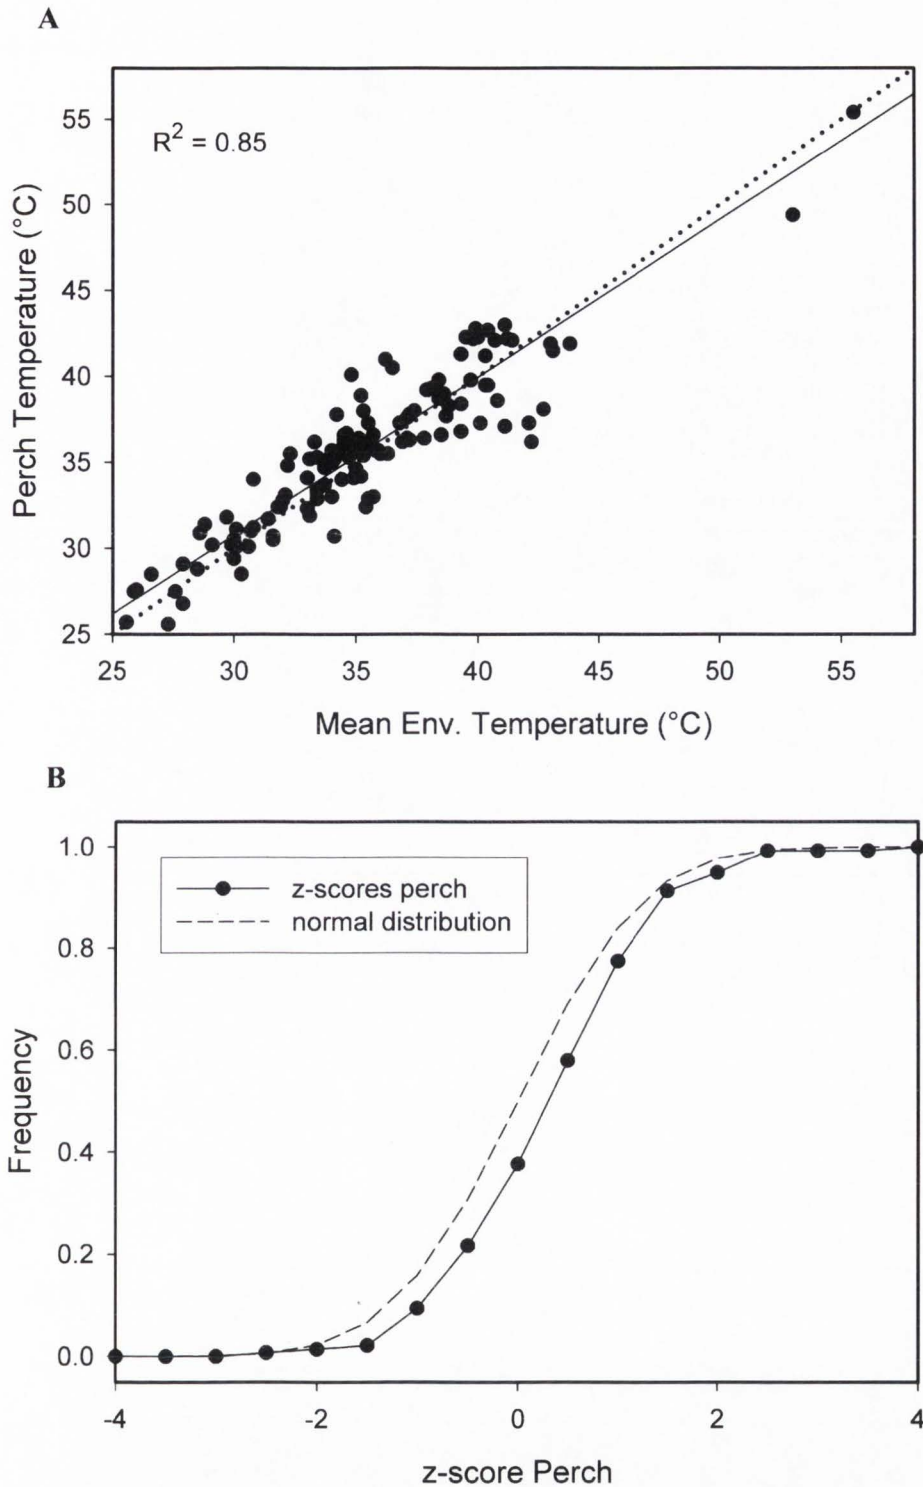 A
R2 = 0.85
55
50
45
40
35
30
25
Perch Temperature (°C)
25 30 35 40 45 50 55
Mean Env. Temperature (°C)
B
z-scores perch
normal distribution
1.0
0.8
0.6
0.4
0.2
0.0
Frequency
-4 -2 0 2 4
z-score Perch